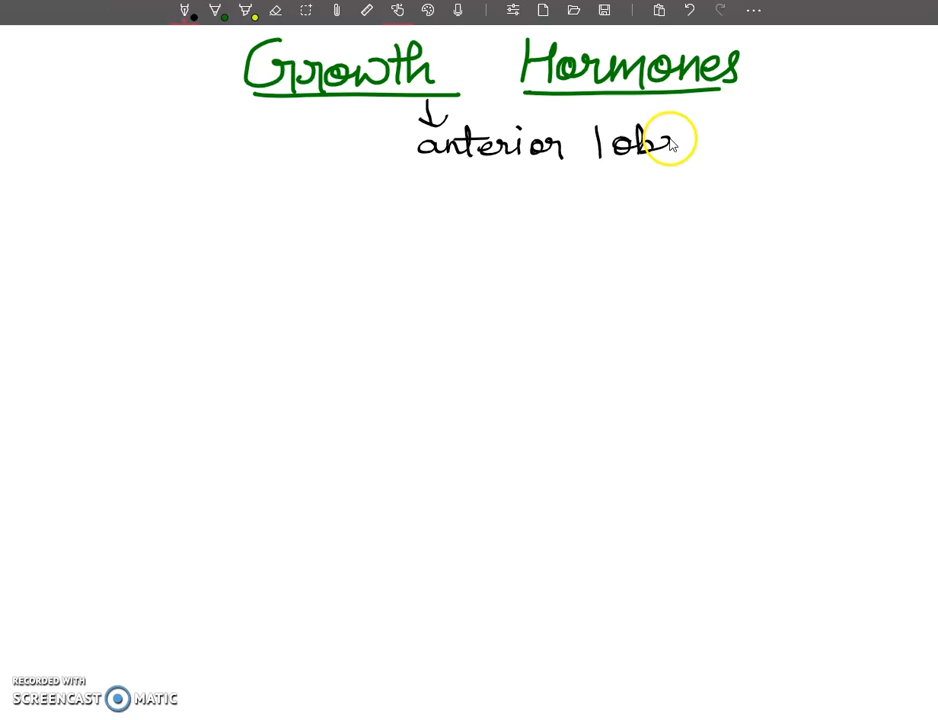 Growth Hormones
anterior lob
RECORDED WITH
SCREENCAST MATIC